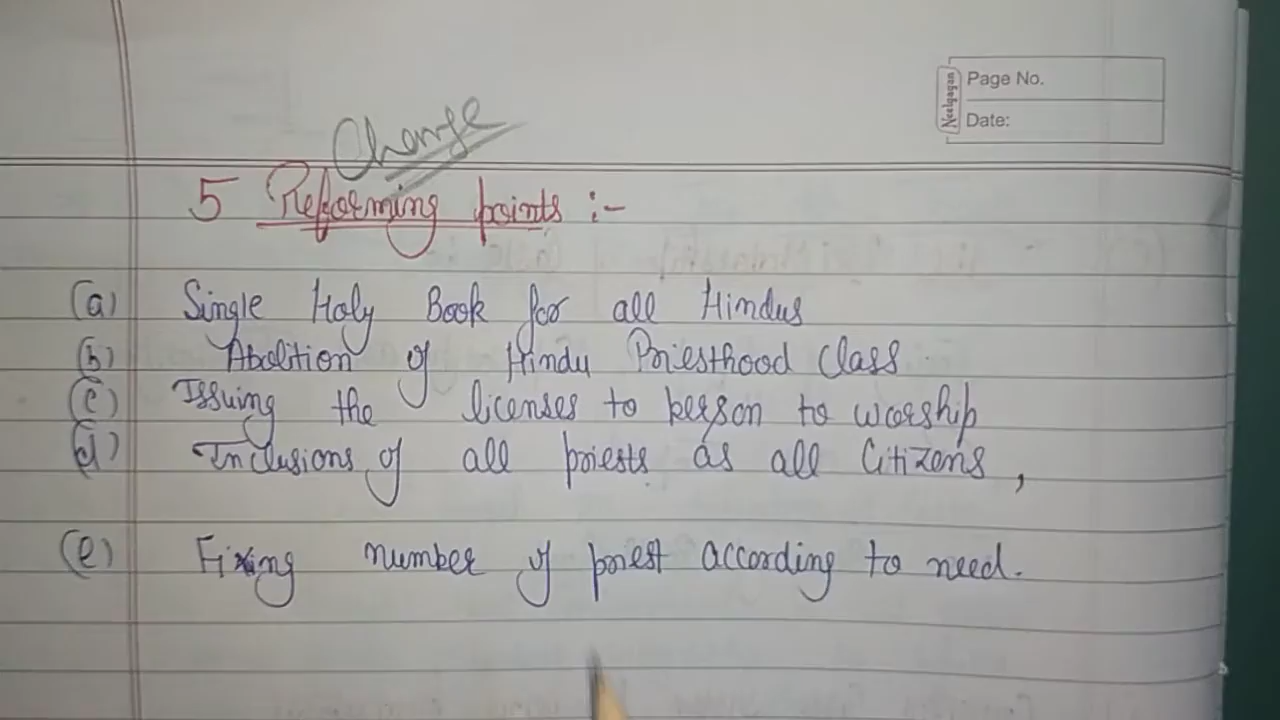 Neelgagan
Page No.
Date:
Change
5 Reforming points :-
(a) Single Holy Book for all Hindus
(b) Abolition of Hindu Priesthood Class
(c) Issuing the licenses to person to worship
(d) Inclusions of all priests as all Citizens,
(e) Fixing number of priest according to need.